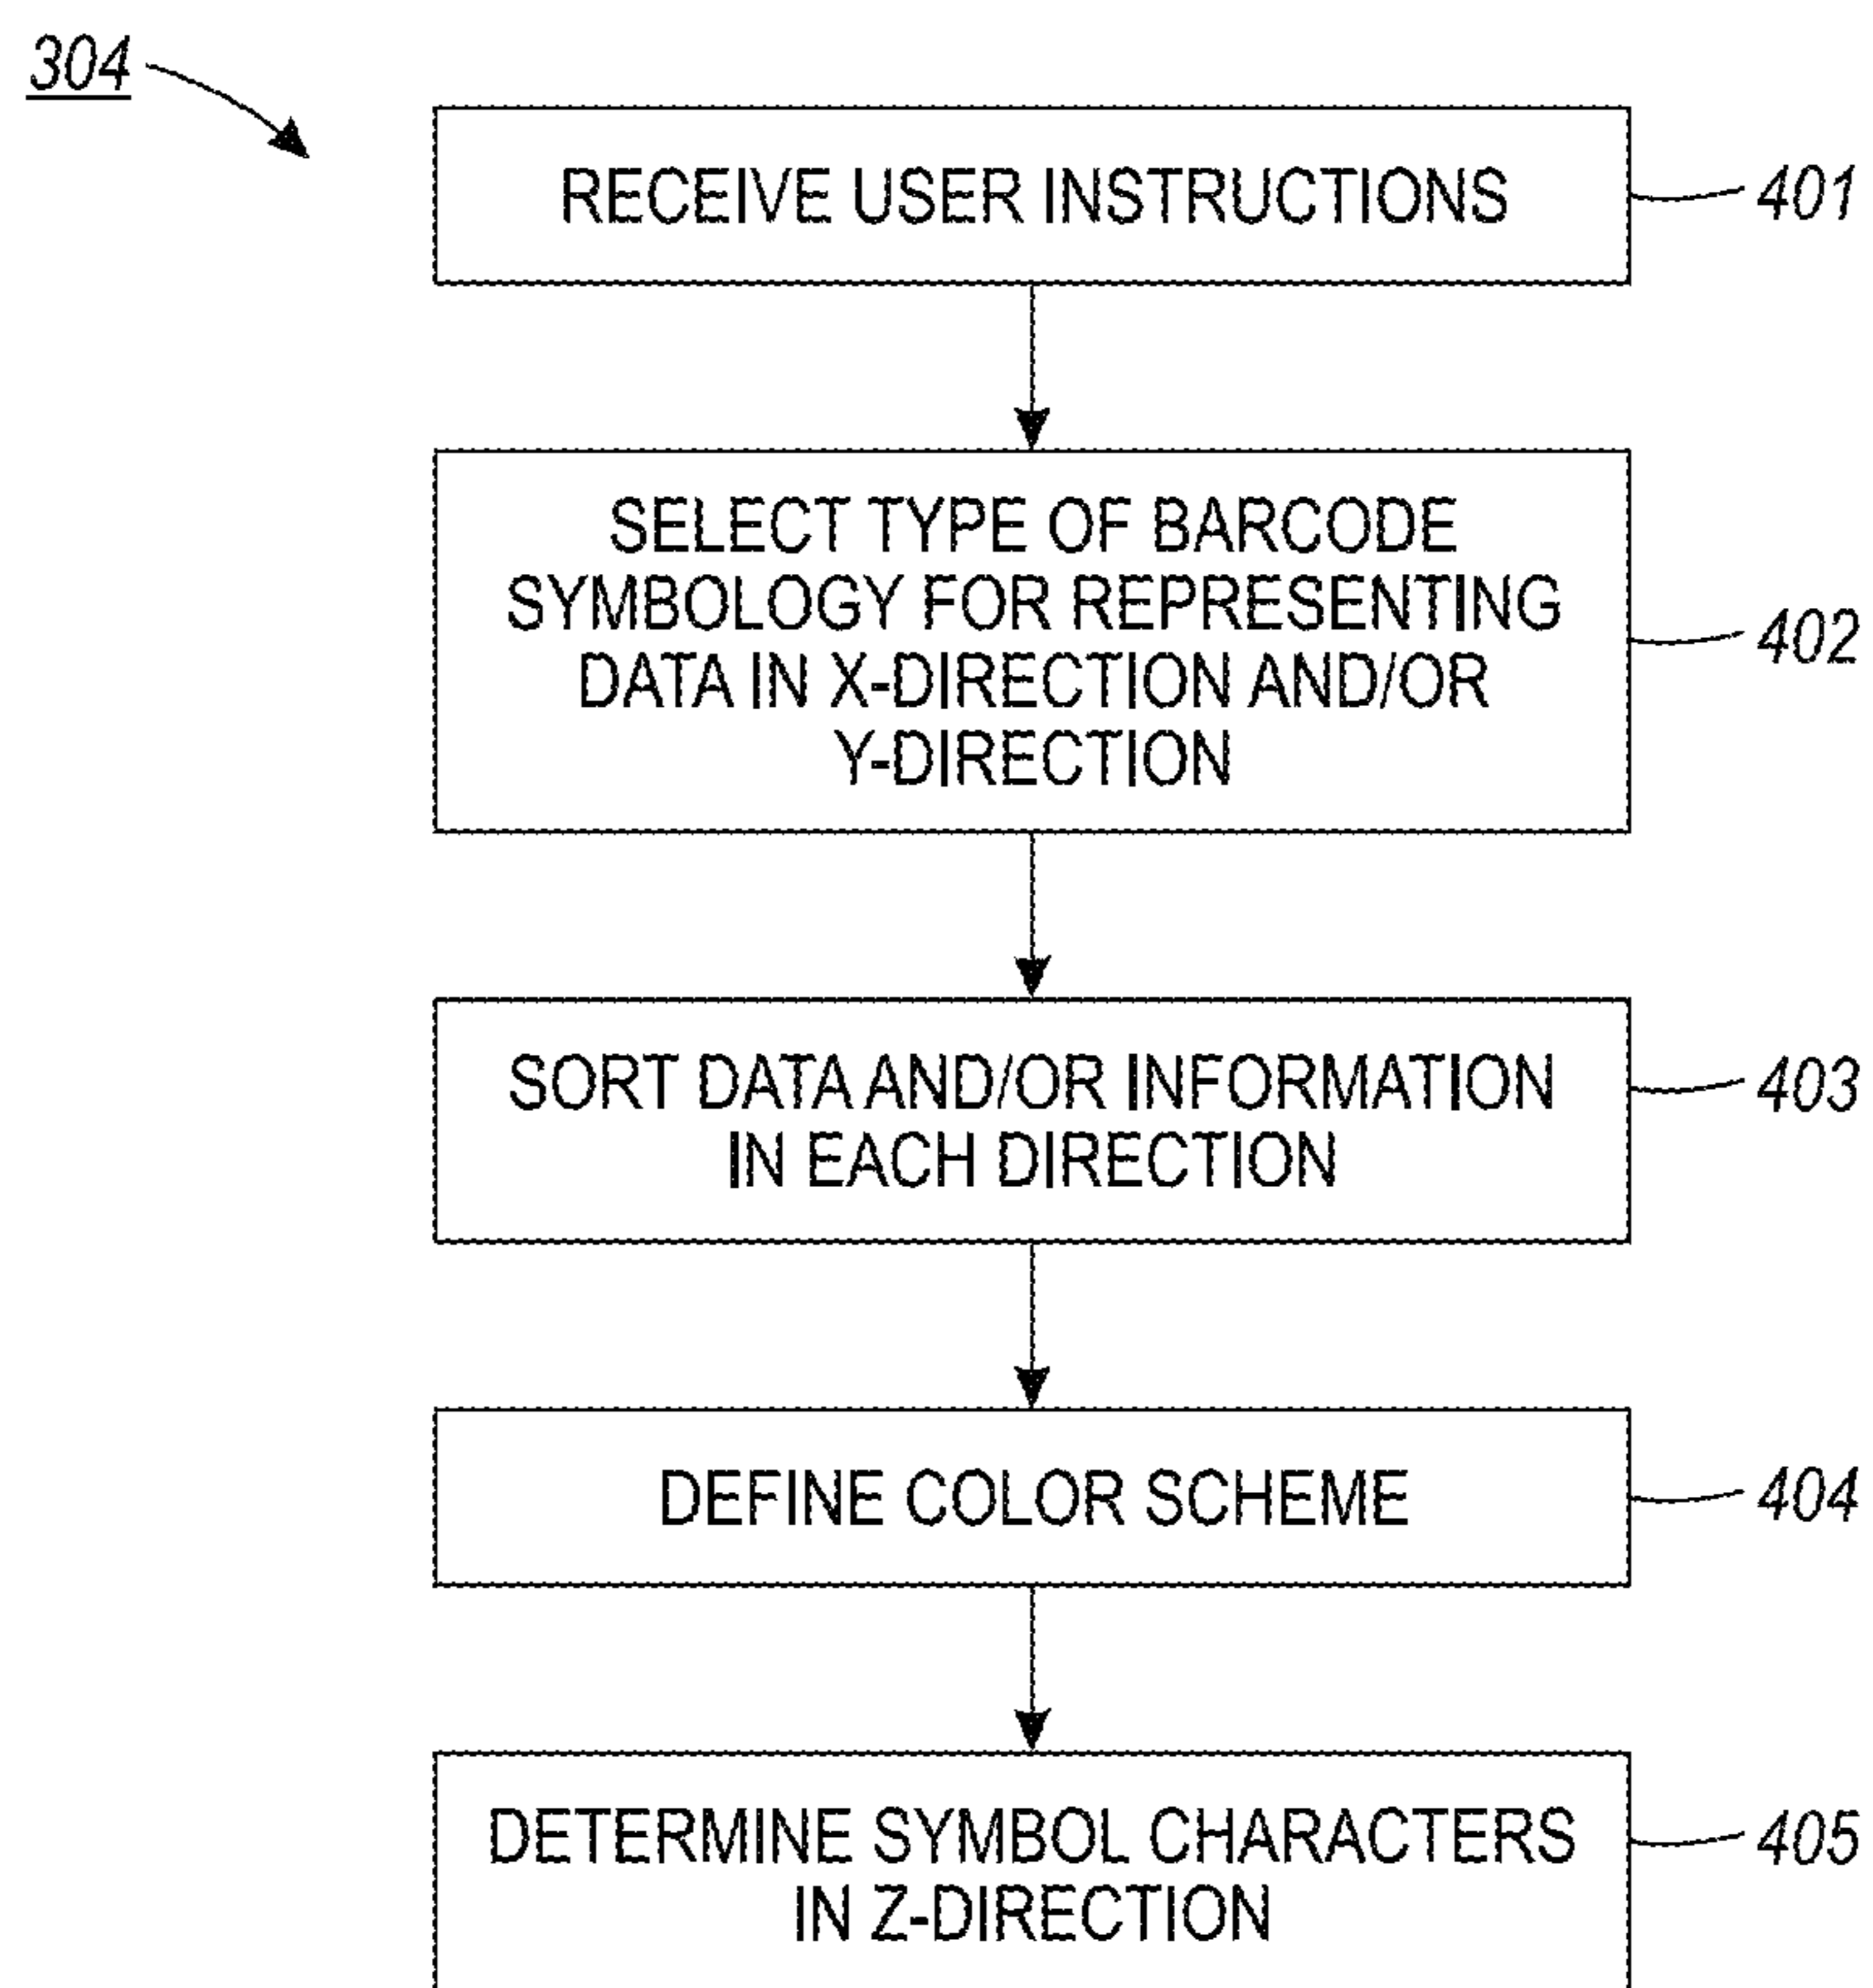 304
RECEIVE USER INSTRUCTIONS
401
SELECT TYPE OF BARCODE
SYMBOLOGY FOR REPRESENTING
DATA IN X-DIRECTION AND/OR
Y-DIRECTION
402
SORT DATA AND/OR INFORMATION
IN EACH DIRECTION
403
DEFINE COLOR SCHEME
404
DETERMINE SYMBOL CHARACTERS
IN Z-DIRECTION
405